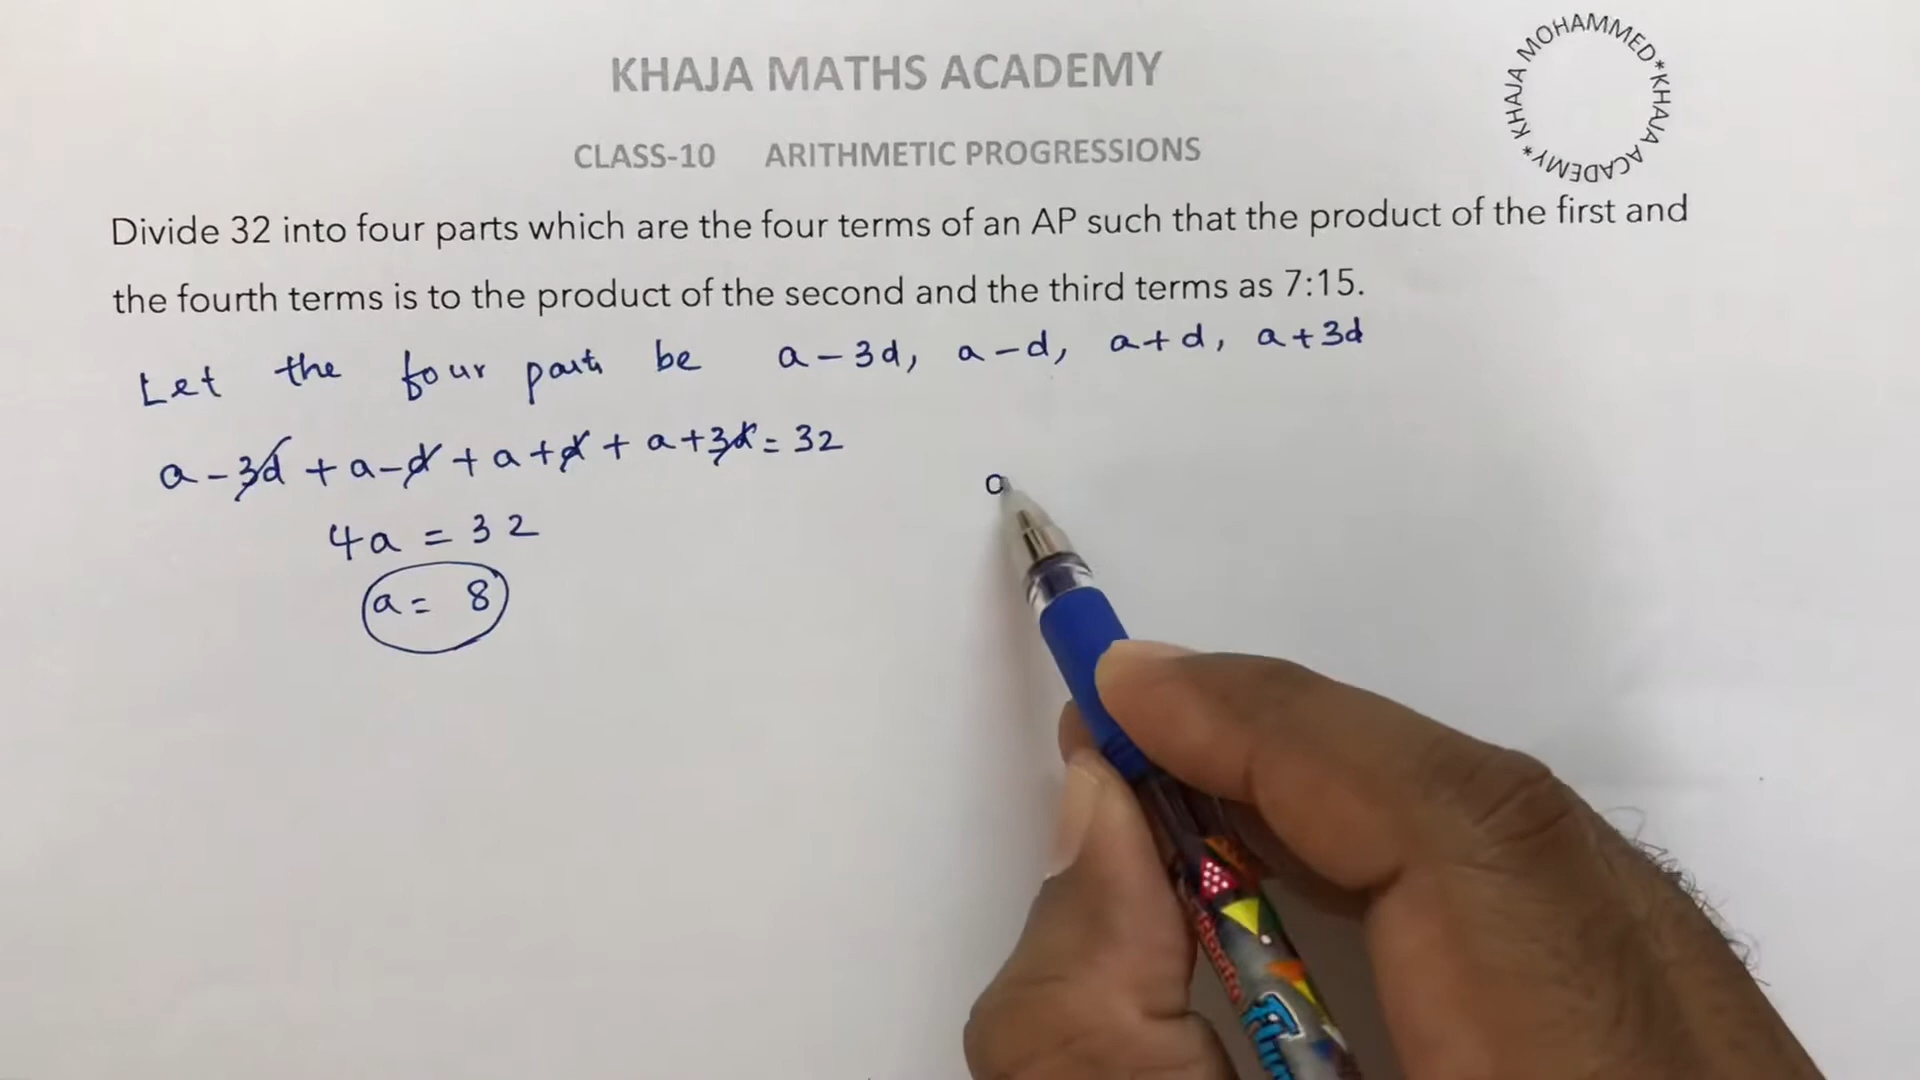 KHAJA MATHS ACADEMY
KHAJA MOHAMMED*KHAJA ACADEMY*
CLASS-10 ARITHMETIC PROGRESSIONS
Divide 32 into four parts which are the four terms of an AP such that the product of the first and
the fourth terms is to the product of the second and the third terms as 7:15.
Let the four parts be a - 3d, a - d, a + d, a + 3d
a - 3d + a - d + a + d + a + 3d = 32
4a = 32
a = 8
a